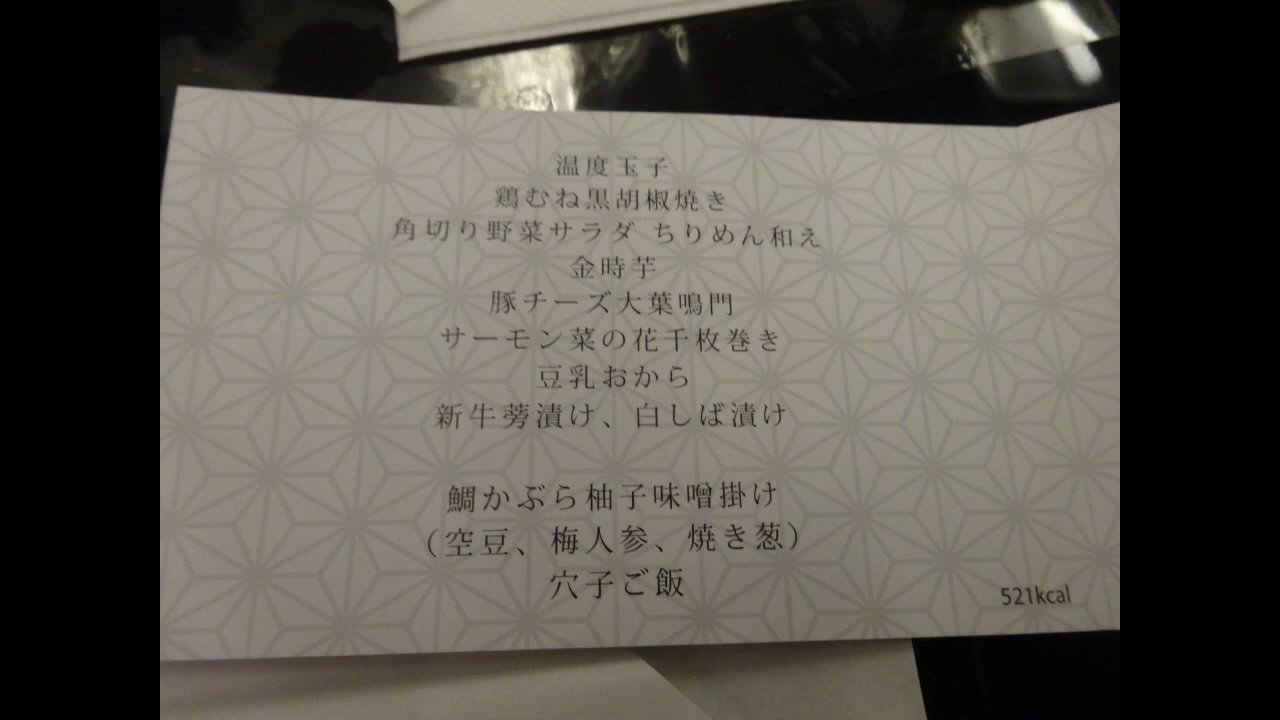 温度玉子
鶏むね黒胡椒焼き
角切り野菜サラダ ちりめん和え
金時芋
豚チーズ大葉鳴門
サーモン菜の花千枚巻き
豆乳おから
新牛蒡漬け、白しば漬け
鯛かぶら柚子味噌掛け
（空豆、梅人参、焼き葱）
穴子ご飯
521kcal